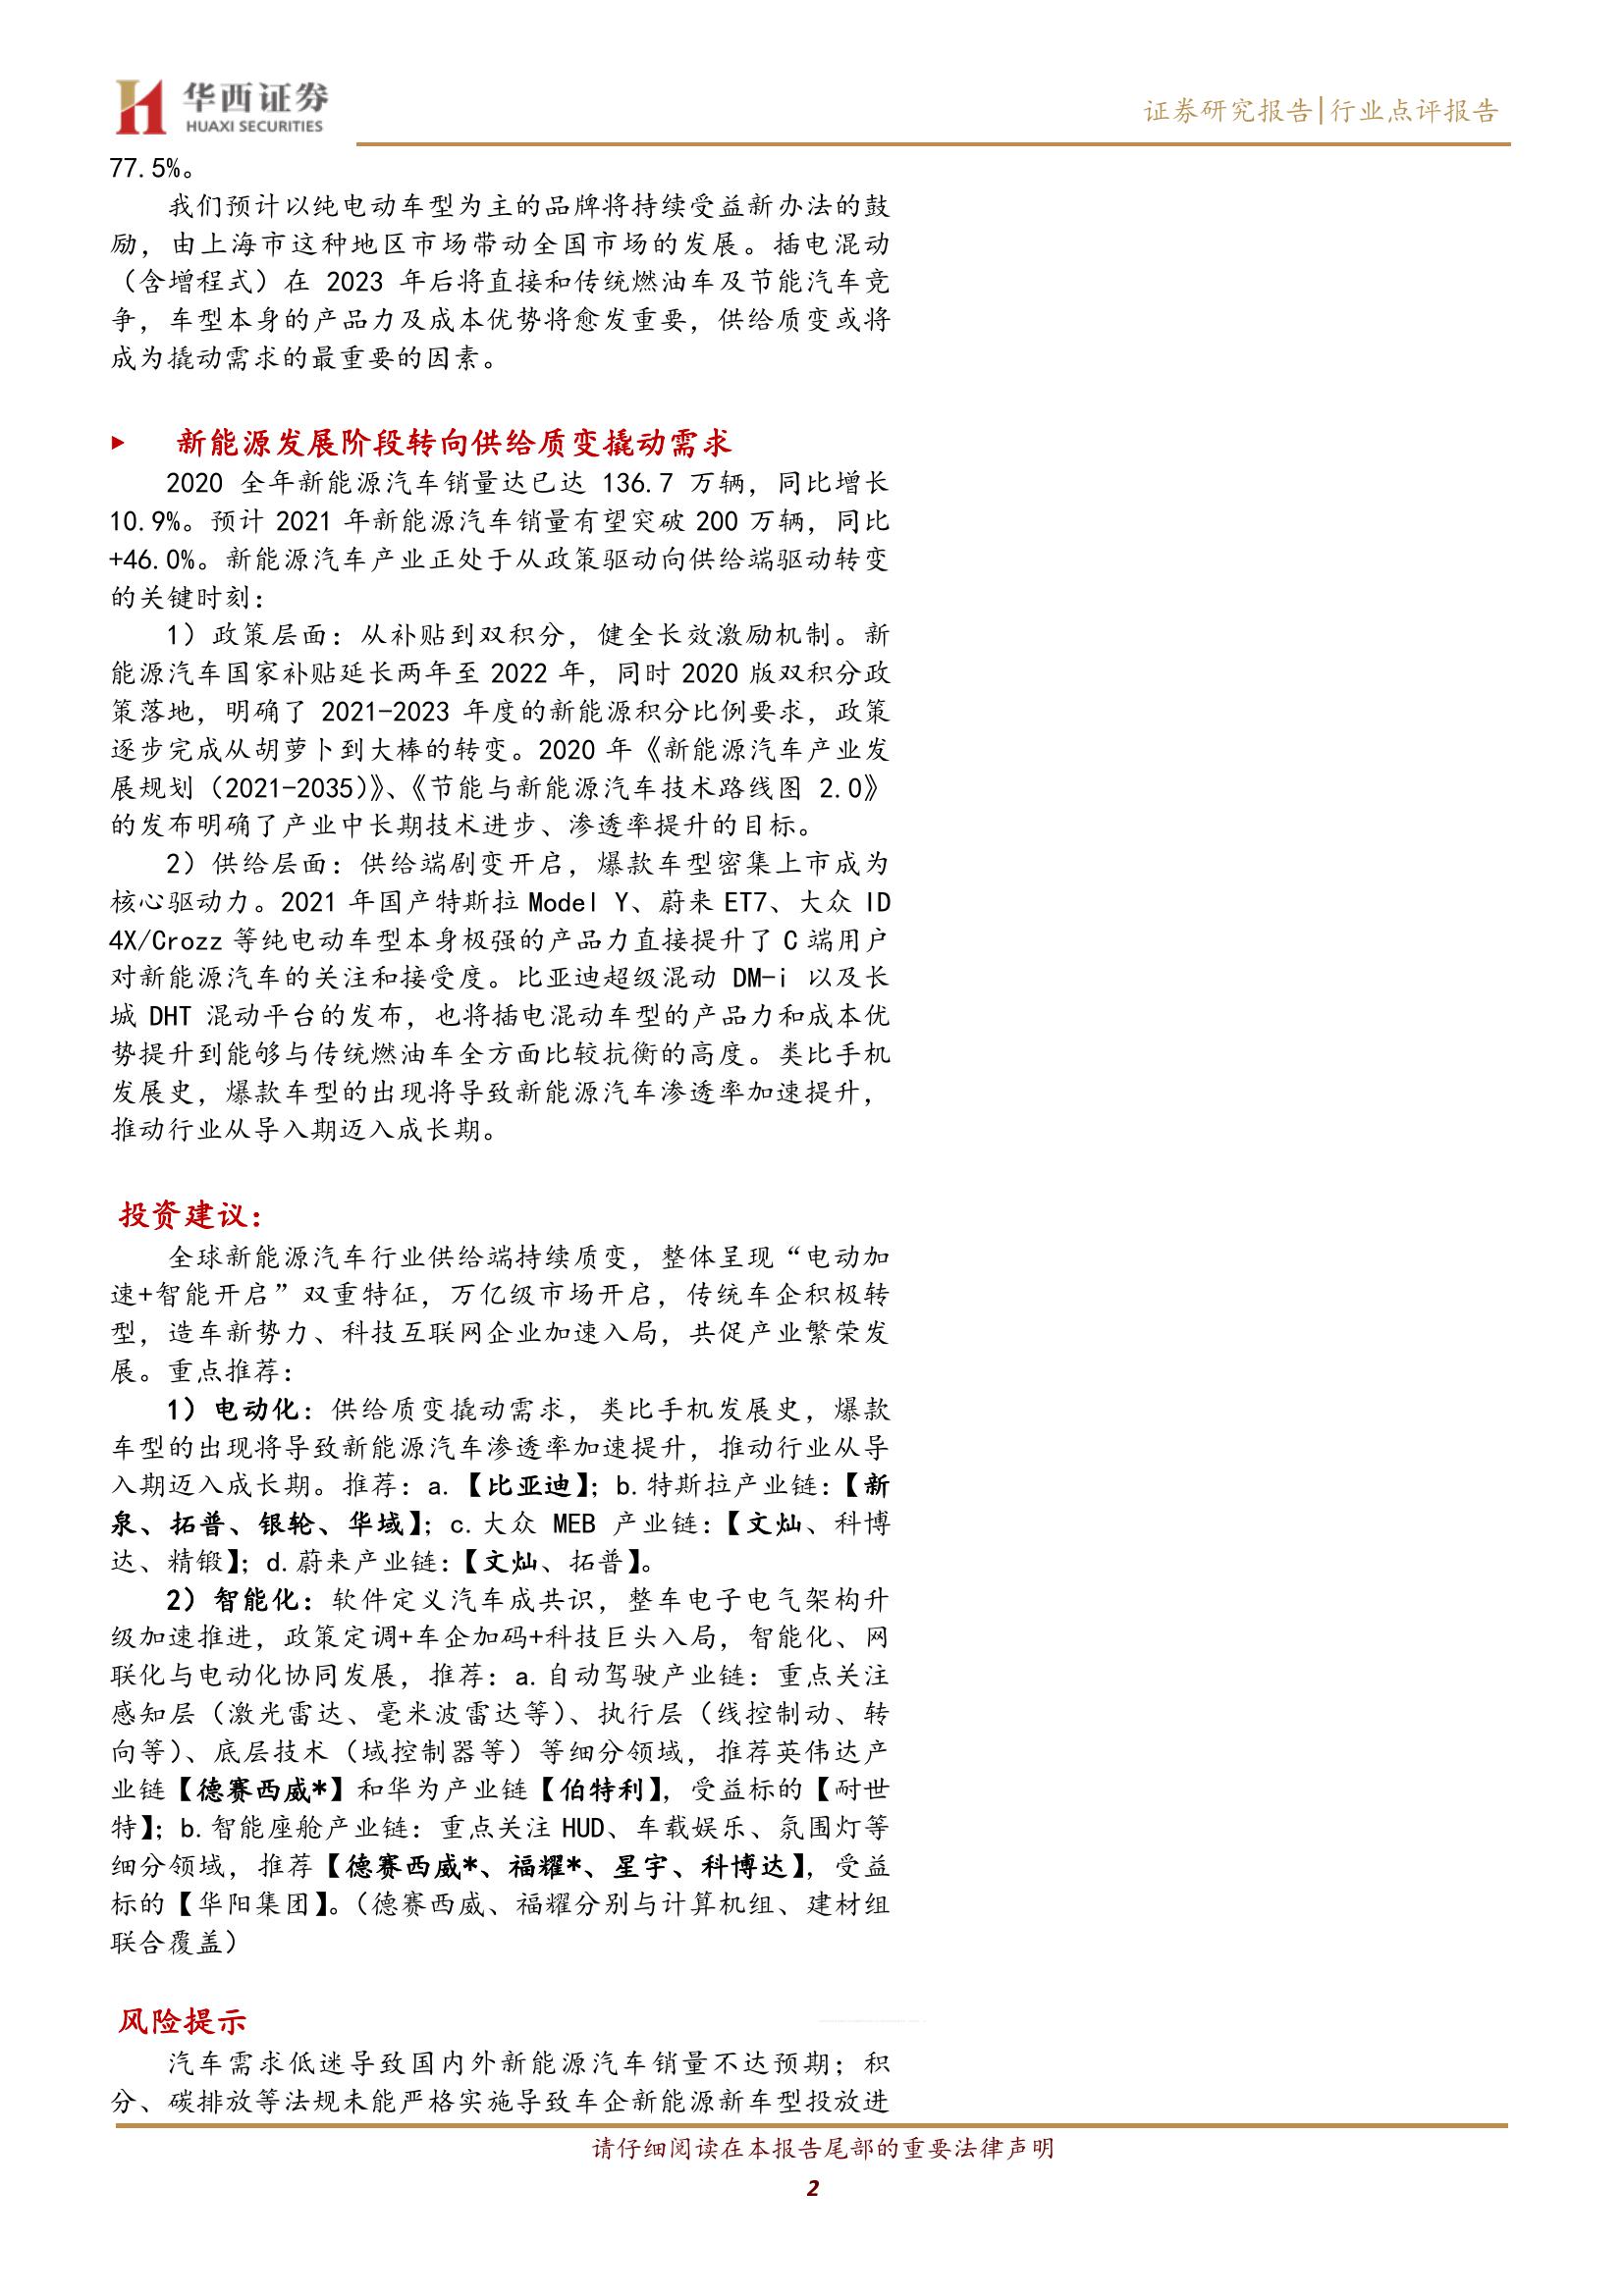 华西证券
HUAXI SECURITIES
证券研究报告|行业点评报告
77.5%。
我们预计以纯电动车型为主的品牌将持续受益新办法的鼓
励，由上海市这种地区市场带动全国市场的发展。插电混动
（含增程式）在 2023 年后将直接和传统燃油车及节能汽车竞
争，车型本身的产品力及成本优势将愈发重要，供给质变或将
成为撬动需求的最重要的因素。
▶ 新能源发展阶段转向供给质变撬动需求
2020 全年新能源汽车销量达已达 136.7 万辆，同比增长
10.9%。预计 2021 年新能源汽车销量有望突破 200 万辆，同比
+46.0%。新能源汽车产业正处于从政策驱动向供给端驱动转变
的关键时刻：
1）政策层面：从补贴到双积分，健全长效激励机制。新
能源汽车国家补贴延长两年至 2022 年，同时 2020 版双积分政
策落地，明确了 2021-2023 年度的新能源积分比例要求，政策
逐步完成从胡萝卜到大棒的转变。2020 年《新能源汽车产业发
展规划（2021-2035）》、《节能与新能源汽车技术路线图 2.0》
的发布明确了产业中长期技术进步、渗透率提升的目标。
2）供给层面：供给端剧变开启，爆款车型密集上市成为
核心驱动力。2021 年国产特斯拉 Model Y、蔚来 ET7、大众 ID
4X/Crozz 等纯电动车型本身极强的产品力直接提升了 C 端用户
对新能源汽车的关注和接受度。比亚迪超级混动 DM-i 以及长
城 DHT 混动平台的发布，也将插电混动车型的产品力和成本优
势提升到能够与传统燃油车全方面比较抗衡的高度。类比手机
发展史，爆款车型的出现将导致新能源汽车渗透率加速提升，
推动行业从导入期迈入成长期。
投资建议：
全球新能源汽车行业供给端持续质变，整体呈现“电动加
速+智能开启”双重特征，万亿级市场开启，传统车企积极转
型，造车新势力、科技互联网企业加速入局，共促产业繁荣发
展。重点推荐：
1）电动化：供给质变撬动需求，类比手机发展史，爆款
车型的出现将导致新能源汽车渗透率加速提升，推动行业从导
入期迈入成长期。推荐：a.【比亚迪】；b.特斯拉产业链：【新
泉、拓普、银轮、华域】；c.大众 MEB 产业链：【文灿、科博
达、精锻】；d.蔚来产业链：【文灿、拓普】。
2）智能化：软件定义汽车成共识，整车电子电气架构升
级加速推进，政策定调+车企加码+科技巨头入局，智能化、网
联化与电动化协同发展，推荐：a.自动驾驶产业链：重点关注
感知层（激光雷达、毫米波雷达等）、执行层（线控制动、转
向等）、底层技术（域控制器等）等细分领域，推荐英伟达产
业链【德赛西威*】和华为产业链【伯特利】，受益标的【耐世
特】；b.智能座舱产业链：重点关注 HUD、车载娱乐、氛围灯等
细分领域，推荐【德赛西威*、福耀*、星宇、科博达】，受益
标的【华阳集团】。（德赛西威、福耀分别与计算机组、建材组
联合覆盖）
风险提示
汽车需求低迷导致国内外新能源汽车销量不达预期；积
分、碳排放等法规未能严格实施导致车企新能源新车型投放进
请仔细阅读在本报告尾部的重要法律声明
2